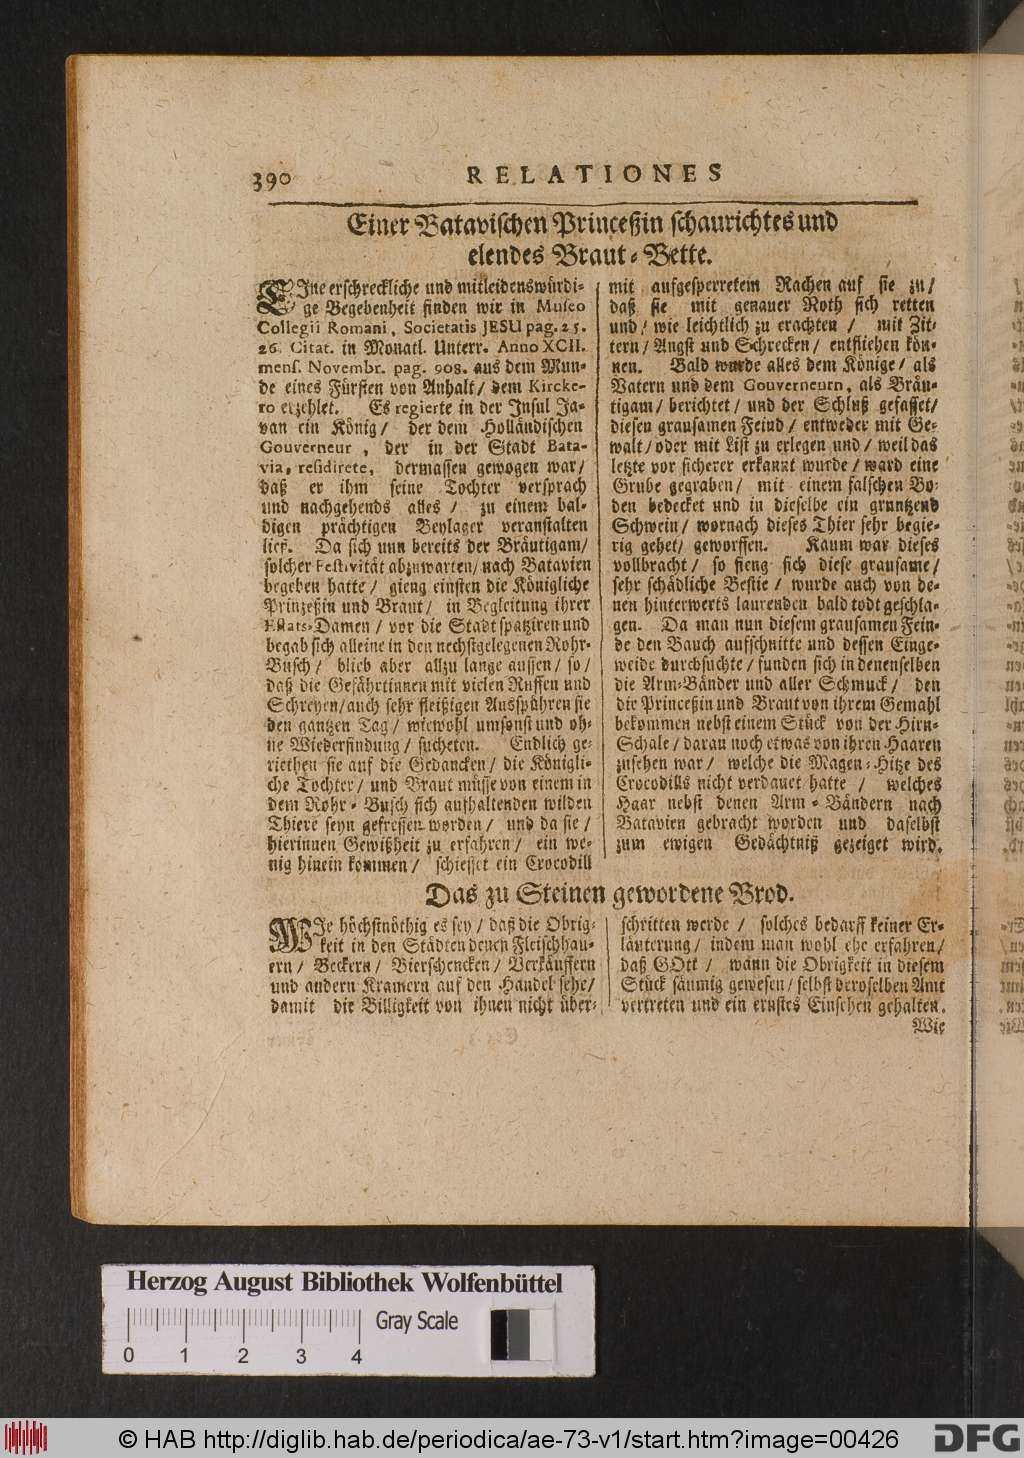 390
RELATIONES
Einer Batavischen Princeßin schaurichtes und
elendes Braut-Bette.
EIne erschreckliche und mitleidenswürdi-
ge Begebenheit finden wir in Museo
Collegii Romani, Societatis JESU pag. 25.
26. Citat. in Monatl. Unterr. Anno XCII.
mens. Novembr. pag. 908. aus dem Mun-
de eines Fürsten von Anhalt/ dem Kircke-
ro erzehlet. Es regierte in der Insul Ja-
van ein König/ der dem Holländischen
Gouverneur, der in der Stadt Bata-
via, residirete, dermassen gewogen war/
daß er ihm seine Tochter versprach
und nachgehends alles/ zu einem bal-
digen prächtigen Beylager veranstalten
ließ. Da sich nun bereits der Bräutigam/
solcher Festivität abzuwarten/ nach Batavien
begeben hatte/ gieng einsten die Königliche
Prinzeßin und Braut/ in Begleitung ihrer
Estats-Damen/ vor die Stadt spatziren und
begab sich alleine in den nechstgelegenen Rohr-
Busch/ blieb aber allzu lange aussen/ so/
daß die Gefährtinnen mit vielen Ruffen und
Schreyen/ auch sehr fleißigen Ausspühren sie
den gantzen Tag/ wiewohl umsonst und oh-
ne Wiederfindung/ sucheten. Endlich ge-
riethen sie auf die Gedancken/ die Königli-
che Tochter/ und Braut müsse von einem in
dem Rohr-Busch sich aufhaltenden wilden
Thiere seyn gefressen worden/ und da sie/
hierinnen Gewißheit zu erfahren/ ein we-
nig hinein kommen/ schiesset ein Crocodill
mit aufgesperretem Rachen auf sie zu/
daß sie mit genauer Noth sich retten
und/ wie leichtlich zu erachten/ mit Zit-
tern/ Angst und Schrecken/ entfliehen kön-
nen. Bald wurde alles dem Könige/ als
Vatern und dem Gouverneurn, als Bräu-
tigam/ berichtet/ und der Schluß gefasset/
diesen grausamen Feind/ entweder mit Ge-
walt/ oder mit List zu erlegen und/ weil das
letzte vor sicherer erkannt wurde/ ward eine
Grube gegraben/ mit einem falschen Bo-
den bedecket und in dieselbe ein gruntzend
Schwein/ wornach dieses Thier sehr begie-
rig gehet/ geworffen. Kaum war dieses
vollbracht/ so fieng sich diese grausame/
sehr schädliche Bestie/ wurde auch von de-
nen hinterwerts laurenden bald todt geschla-
gen. Da man nun diesem grausamen Fein-
de den Bauch aufschnitte und dessen Einge-
weide durchsuchte/ funden sich in denenselben
die Arm-Bänder und aller Schmuck/ den
die Princeßin und Braut von ihrem Gemahl
bekommen nebst einem Stück von der Hirn-
Schale/ daran noch etwas von ihren Haaren
zusehen war/ welche die Magen-Hitze des
Crocodills nicht verdauet hatte/ welches
Haar nebst denen Arm-Bändern nach
Batavien gebracht worden und daselbst
zum ewigen Gedächtniß gezeiget wird.
Das zu Steinen gewordene Brod.
WIe höchstnöthig es sey/ daß die Obrig-
keit in den Städten denen Fleischhau-
ern/ Beckern/ Bierschencken/ Verkäuffern
und andern Kramern auf den Handel sehe/
damit die Billigkeit von ihnen nicht über-
schritten werde/ solches bedarff keiner Er-
läuterung/ indem man wohl ehe erfahren/
daß GOtt/ wann die Obrigkeit in diesem
Stück säumig gewesen/ selbst deroselben Amt
vertreten und ein ernstes Einsehen gehalten.
Wie
Herzog August Bibliothek Wolfenbüttel
Gray Scale
0 1 2 3 4
© HAB http://diglib.hab.de/periodica/ae-73-v1/start.htm?image=00426
DFG